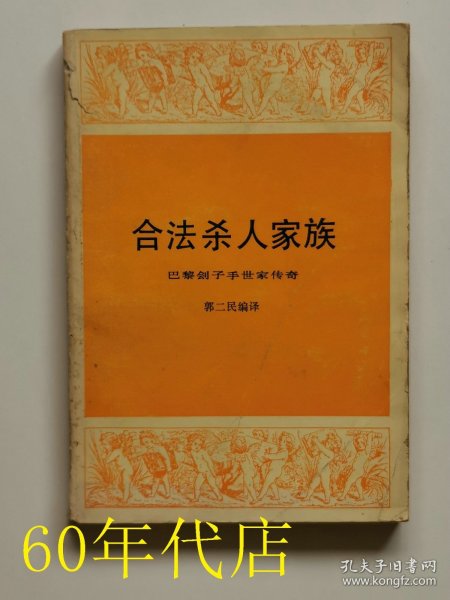 合法杀人家族
巴黎刽子手世家传奇
郭二民编译
60年代店
孔夫子旧书网
www.kongfz.com